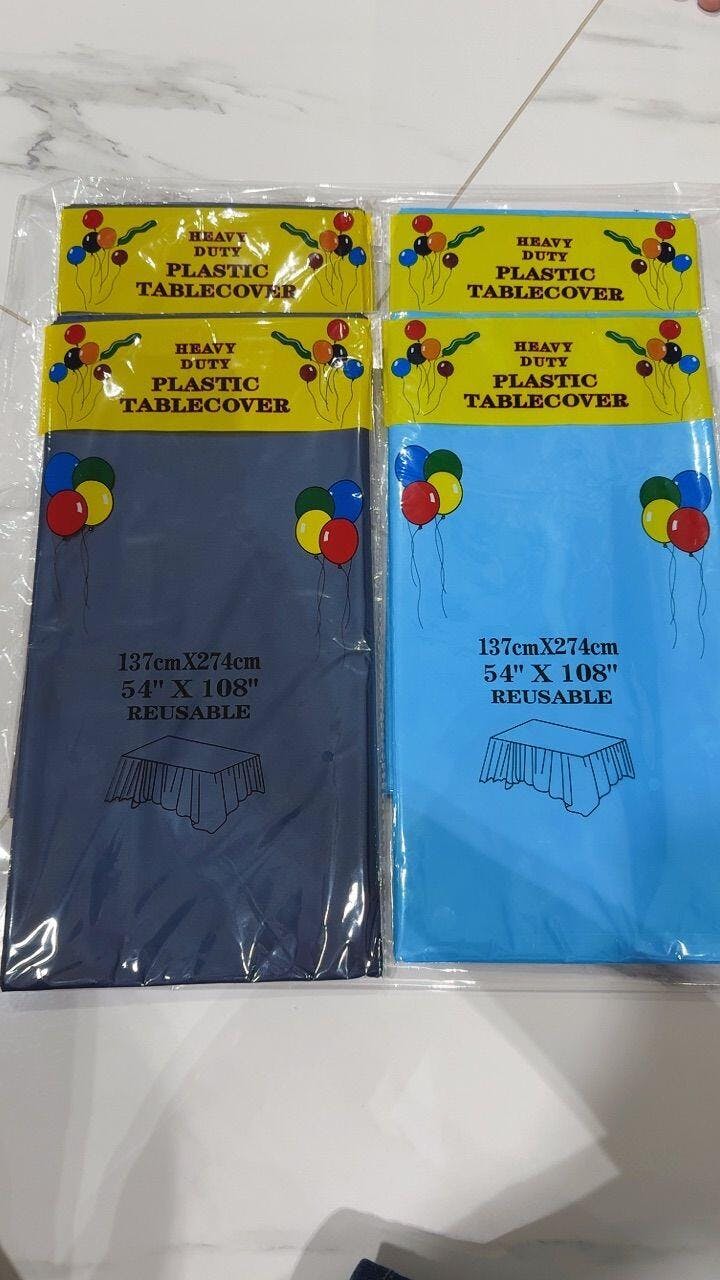 HEAVY
DUTY
PLASTIC
TABLECOVER
HEAVY
DUTY
PLASTIC
TABLECOVER
HEAVY
DUTY
PLASTIC
TABLECOVER
137cmX274cm
54" X 108"
REUSABLE
HEAVY
DUTY
PLASTIC
TABLECOVER
137cmX274cm
54" X 108"
REUSABLE